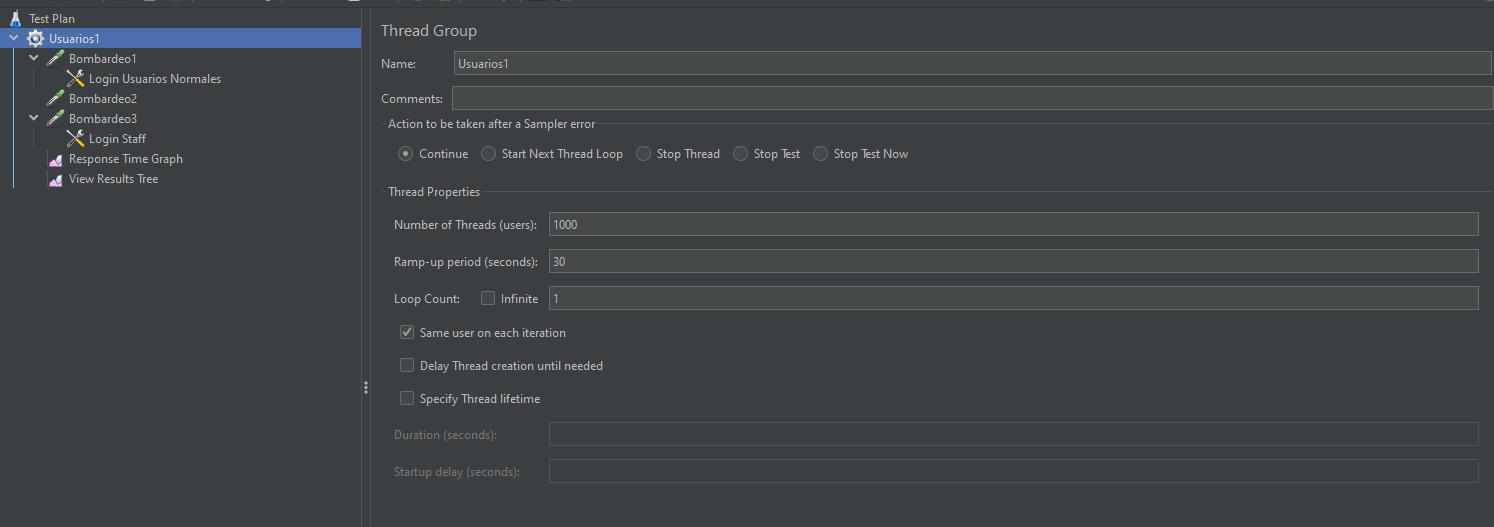 Test Plan
Usuarios1
Bombardeo1
Login Usuarios Normales
Bombardeo2
Bombardeo3
Login Staff
Response Time Graph
View Results Tree
Thread Group
Name: Usuarios1
Comments:
Action to be taken after a Sampler error
Continue Start Next Thread Loop Stop Thread Stop Test Stop Test Now
Thread Properties
Number of Threads (users): 1000
Ramp-up period (seconds): 30
Loop Count: Infinite 1
Same user on each iteration
Delay Thread creation until needed
Specify Thread lifetime
Duration (seconds):
Startup delay (seconds):